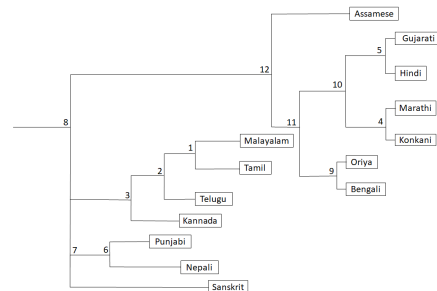 Assamese
Gujarati
5
12
Hindi
10
Marathi
8
11
4
Malayalam
Konkani
1
Oriya
Tamil
2
9
Bengali
3
Telugu
Kannada
Punjabi
7
6
Nepali
Sanskrit